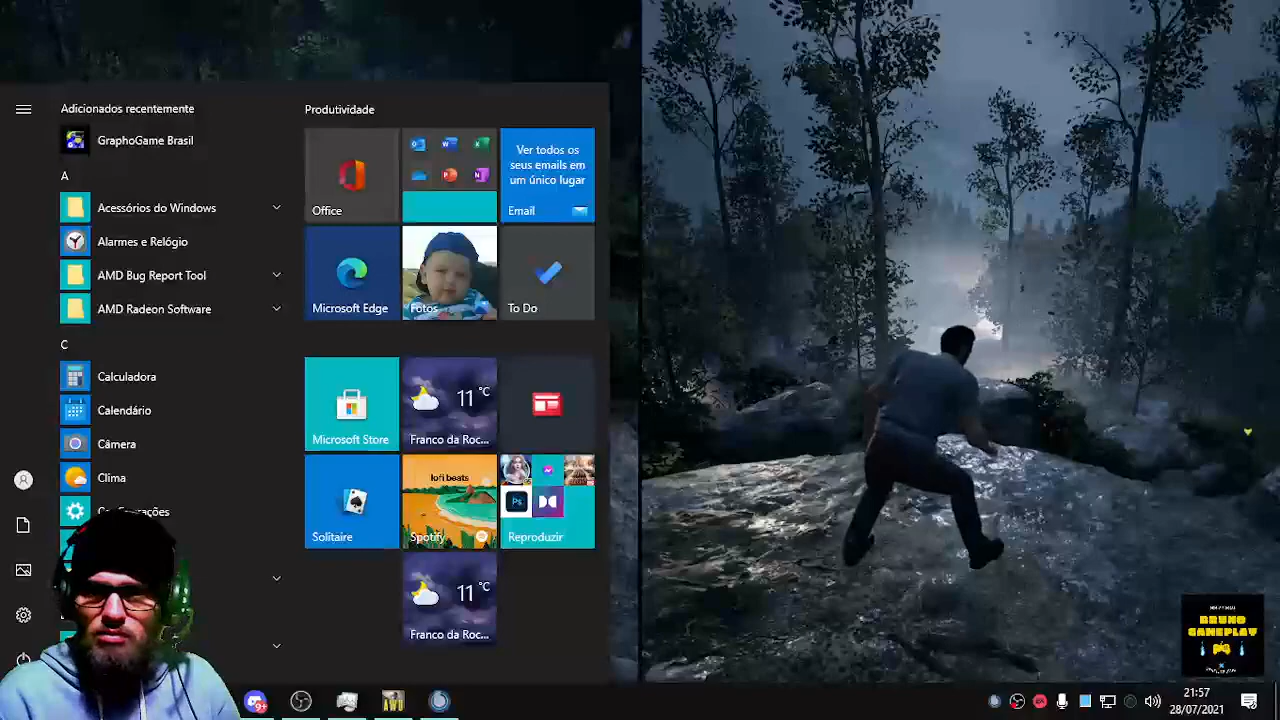 Adicionados recentemente
GraphoGame Brasil
A
Acessórios do Windows
Alarmes e Relógio
AMD Bug Report Tool
AMD Radeon Software
C
Calculadora
Calendário
Câmera
Clima
Produtividade
Office
Ver todos os
seus emails em
um único lugar
Email
Microsoft Edge
Fotos
To Do
Microsoft Store
11 °C
Franco da Roc...
Solitaire
lofi beats
Spotify
Ps
Reproduzir
11 °C
Franco da Roc...
BRUNO
GAMEPLAY
9+
21:57
28/07/2021